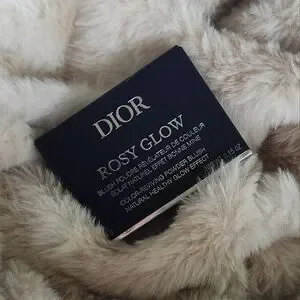 DIOR
ROSY GLOW
BLUSH POUDRE RÉVÉLATEUR DE COULEUR
ÉCLAT NATUREL EFFET BONNE MINE
COLOR-REVIVING POWDER BLUSH
NATURAL HEALTHY GLOW EFFECT